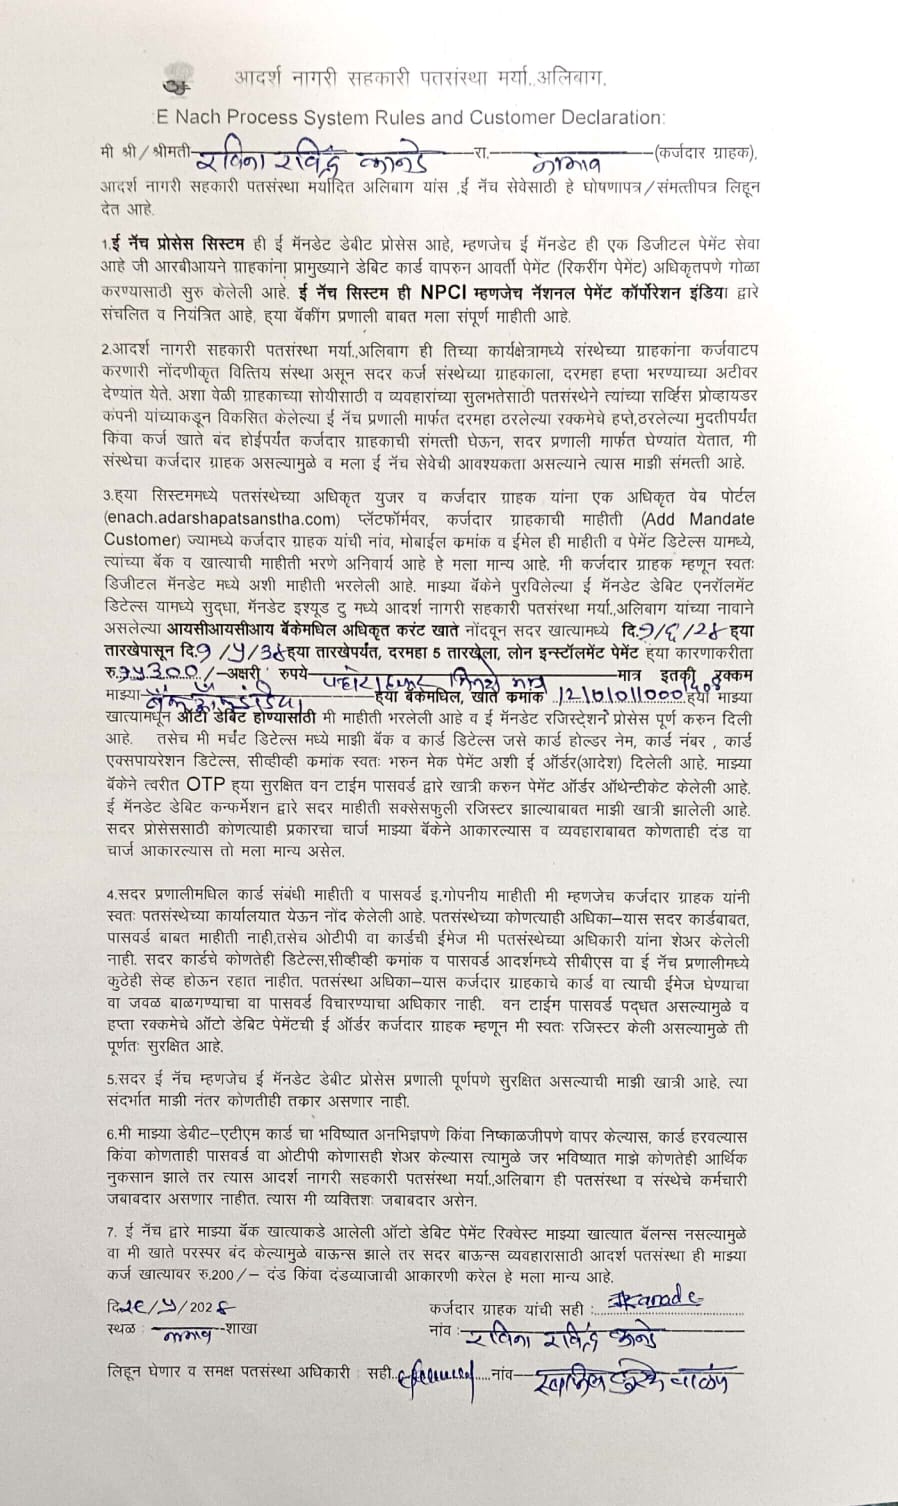 आदर्श नागरी सहकारी पतसंस्था मर्या.,अलिबाग.
E Nach Process System Rules and Customer Declaration:
मी श्री/श्रीमती रविना रविंद्र कानडे रा. (कर्जदार ग्राहक),
आदर्श नागरी सहकारी पतसंस्था मर्यादित अलिबाग यांस ,ई नॅच सेवेसाठी हे घोषणापत्र/संमत्तीपत्र लिहून
देत आहे.
1.ई नॅच प्रोसेस सिस्टम ही ई मॅनडेट डेबीट प्रोसेस आहे, म्हणजेच ई मॅनडेट ही एक डिजीटल पेमेंट सेवा
आहे जी आरबीआयने ग्राहकांना प्रामुख्याने डेबिट कार्ड वापरुन आवर्ती पेमेंट (रिकरींग पेमेंट) अधिकृतपणे गोळा
करण्यासाठी सुरु केलेली आहे. ई नॅच सिस्टम ही NPCI म्हणजेच नॅशनल पेमेंट कॉर्पोरेशन इंडिया द्वारे
संचलित व नियंत्रित आहे, ह्या बॅकींग प्रणाली बाबत मला संपूर्ण माहीती आहे.
2.आदर्श नागरी सहकारी पतसंस्था मर्या.,अलिबाग ही तिच्या कार्यक्षेत्रामध्ये संस्थेच्या ग्राहकांना कर्जवाटप
करणारी नोंदणीकृत वित्तिय संस्था असून सदर कर्ज संस्थेच्या ग्राहकाला, दरमहा हप्ता भरण्याच्या अटीवर
देण्यांत येते. अशा वेळी ग्राहकाच्या सोयीसाठी व व्यवहारांच्या सुलभतेसाठी पतसंस्थेने त्यांच्या सर्व्हिस प्रोव्हायडर
कंपनी यांच्याकडून विकसित केलेल्या ई नॅच प्रणाली मार्फत दरमहा ठरलेल्या रक्कमेचे हप्ते,ठरलेल्या मुदतीपर्यंत
किंवा कर्ज खाते बंद होईपर्यंत कर्जदार ग्राहकाची संमत्ती घेऊन, सदर प्रणाली मार्फत घेण्यांत येतात, मी
संस्थेचा कर्जदार ग्राहक असल्यामुळे व मला ई नॅच सेवेची आवश्यकता असल्याने त्यास माझी संमत्ती आहे.
3.ह्या सिस्टममध्ये पतसंस्थेच्या अधिकृत युजर व कर्जदार ग्राहक यांना एक अधिकृत वेब पोर्टल
(enach.adarshapatsanstha.com) प्लॅटफॉर्मवर, कर्जदार ग्राहकाची माहीती (Add Mandate
Customer) ज्यामध्ये कर्जदार ग्राहक यांची नांव, मोबाईल कमांक व ईमेल ही माहीती व पेमेंट डिटेल्स यामध्ये,
त्यांच्या बॅक व खात्याची माहीती भरणे अनिवार्य आहे हे मला मान्य आहे. मी कर्जदार ग्राहक म्हणून स्वतः
डिजीटल मॅनडेट मध्ये अशी माहीती भरलेली आहे. माझ्या बॅकेने पुरविलेल्या ई मॅनडेट डेबिट एनरॉलमेंट
डिटेल्स यामध्ये सुद्धा, मॅनडेट इश्यूड टु मध्ये आदर्श नागरी सहकारी पतसंस्था मर्या.,अलिबाग यांच्या नावाने
असलेल्या आयसीआयसीआय बॅकेमधिल अधिकृत करंट खाते नोंदवून सदर खात्यामध्ये दि.१/६/२४ ह्या
तारखेपासून दि.१/५/३४ ह्या तारखेपर्यंत, दरमहा 5 तारखेला, लोन इन्स्टॉलमेंट पेमेंट ह्या कारणाकरीता
रु.१५३००/-अक्षरी रुपये मात्र इतकी रक्कम
माझ्या बँक ऑफ इंडिया ह्या बॅकेमधिल, खाते कमांक ह्या माझ्या
खात्यामधून ऑटो डेबिट होण्यासाठी मी माहीती भरलेली आहे व ई मॅनडेट रजिस्ट्रेशन प्रोसेस पूर्ण करुन दिली
आहे. तसेच मी मर्चंट डिटेल्स मध्ये माझी बॅक व कार्ड डिटेल्स जसे कार्ड होल्डर नेम, कार्ड नंबर , कार्ड
एक्सपायरेशन डिटेल्स, सीव्हीव्ही कमांक स्वतः भरुन मेक पेमेंट अशी ई ऑर्डर(आदेश) दिलेली आहे. माझ्या
बॅकेने त्वरीत OTP ह्या सुरक्षित वन टाईम पासवर्ड द्वारे खात्री करुन पेमेंट ऑर्डर ऑथेन्टीकेट केलेली आहे.
ई मॅनडेट डेबिट कन्फर्मेशन द्वारे सदर माहीती सक्सेसफुली रजिस्टर झाल्याबाबत माझी खात्री झालेली आहे.
सदर प्रोसेससाठी कोणत्याही प्रकारचा चार्ज माझ्या बॅकेने आकारल्यास व व्यवहाराबाबत कोणताही दंड वा
चार्ज आकारल्यास तो मला मान्य असेल.
4.सदर प्रणालीमधिल कार्ड संबंधी माहीती व पासवर्ड इ.गोपनीय माहीती मी म्हणजेच कर्जदार ग्राहक यांनी
स्वतः पतसंस्थेच्या कार्यालयात येऊन नोंद केलेली आहे. पतसंस्थेच्या कोणत्याही अधिका-यास सदर कार्डबाबत,
पासवर्ड बाबत माहीती नाही,तसेच ओटीपी वा कार्डची ईमेज मी पतसंस्थेच्या अधिकारी यांना शेअर केलेली
नाही. सदर कार्डचे कोणतेही डिटेल्स,सीव्हीव्ही कमांक व पासवर्ड आदर्शमध्ये सीबीएस वा ई नॅच प्रणालीमध्ये
कुठेही सेव्ह होऊन रहात नाहीत. पतसंस्था अधिका-यास कर्जदार ग्राहकाचे कार्ड वा त्याची ईमेज घेण्याचा
वा जवळ बाळगण्याचा वा पासवर्ड विचारण्याचा अधिकार नाही. वन टाईम पासवर्ड पद्धत असल्यामुळे व
हप्ता रक्कमेचे ऑटो डेबिट पेमेंटची ई ऑर्डर कर्जदार ग्राहक म्हणून मी स्वतः रजिस्टर केली असल्यामुळे ती
पूर्णतः सुरक्षित आहे.
5.सदर ई नॅच म्हणजेच ई मॅनडेट डेबीट प्रोसेस प्रणाली पूर्णपणे सुरक्षित असल्याची माझी खात्री आहे. त्या
संदर्भात माझी नंतर कोणतीही तकार असणार नाही.
6.मी माझ्या डेबीट-एटीएम कार्ड चा भविष्यात अनभिज्ञपणे किंवा निष्काळजीपणे वापर केल्यास, कार्ड हरवल्यास
किंवा कोणताही पासवर्ड वा ओटीपी कोणासही शेअर केल्यास त्यामुळे जर भविष्यात माझे कोणतेही आर्थिक
नुकसान झाले तर त्यास आदर्श नागरी सहकारी पतसंस्था मर्या.,अलिबाग ही पतसंस्था व संस्थेचे कर्मचारी
जबाबदार असणार नाहीत. त्यास मी व्यक्तिशः जबाबदार असेन.
7. ई नॅच द्वारे माझ्या बॅक खात्याकडे आलेली ऑटो डेबिट पेमेंट रिक्वेस्ट माझ्या खात्यात बॅलन्स नसल्यामुळे
वा मी खाते परस्पर बंद केल्यामुळे बाऊन्स झाले तर सदर बाऊन्स व्यवहारासाठी आदर्श पतसंस्था ही माझ्या
कर्ज खात्यावर रु.200/- दंड किंवा दंडव्याजाची आकारणी करेल हे मला मान्य आहे.
दि.२९/५/202४ कर्जदार ग्राहक यांची सही :
स्थळ : शाखा नांव : रविना रविंद्र कानडे
लिहून घेणार व समक्ष पतसंस्था अधिकारी : सही नांव-